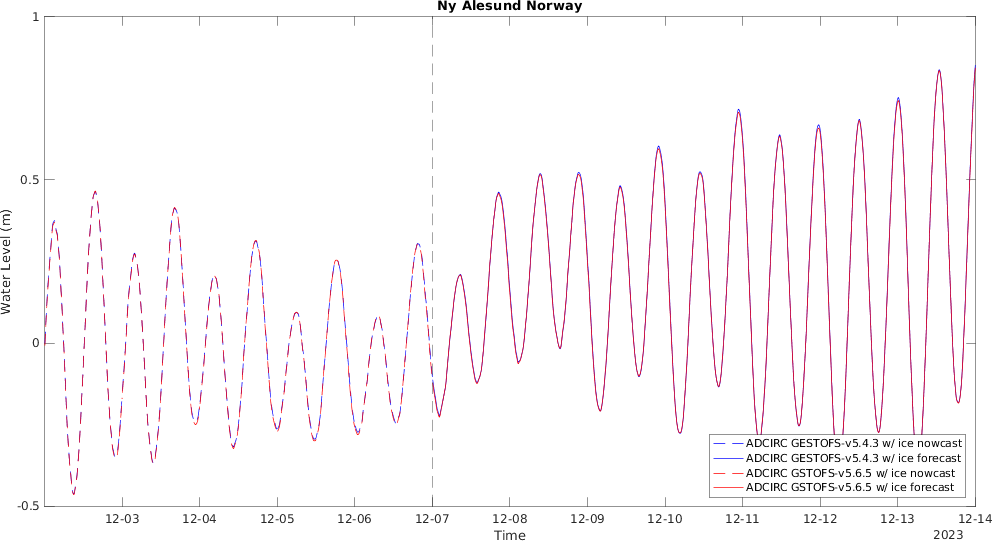 Ny Alesund Norway
1
0.5
0
-0.5
Water Level (m)
ADCIRC GESTOFS-v5.4.3 w/ ice nowcast
ADCIRC GESTOFS-v5.4.3 w/ ice forecast
ADCIRC GSTOFS-v5.6.5 w/ ice nowcast
ADCIRC GSTOFS-v5.6.5 w/ ice forecast
12-03 12-04 12-05 12-06 12-07 12-08 12-09 12-10 12-11 12-12 12-13 12-14
Time
2023